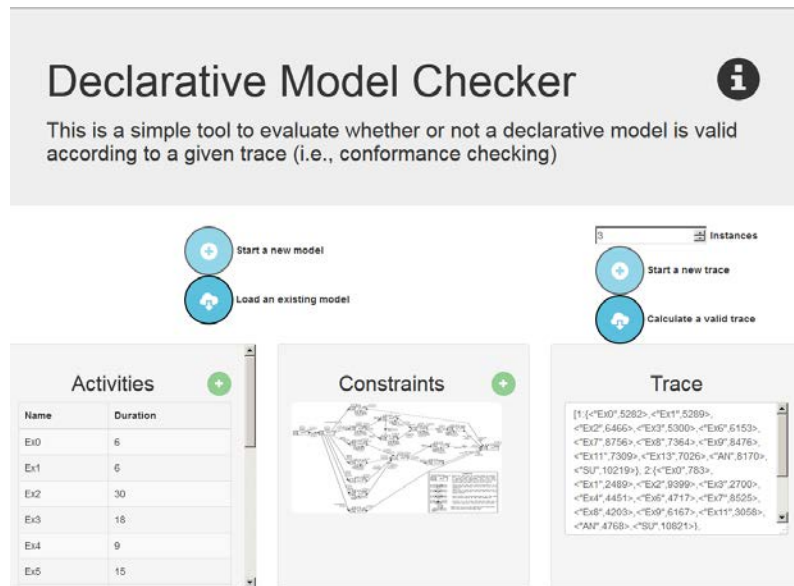 Declarative Model Checker
This is a simple tool to evaluate whether or not a declarative model is valid
according to a given trace (i.e., conformance checking)
Start a new model
Load an existing model
3 Instances
Start a new trace
Calculate a valid trace
Activities
Name Duration
Ex0 6
Ex1 6
Ex2 30
Ex3 18
Ex4 9
Ex5 15
Constraints
Trace
[1:{<"Ex0",5282>,<"Ex1",5289>,
<"Ex2",6466>,<"Ex3",5300>,<"Ex6",6153>,
<"Ex7",8756>,<"Ex8",7364>,<"Ex9",8476>,
<"Ex11",7309>,<"Ex13",7026>,<"AN",8170>,
<"SU",10219>}, 2:{<"Ex0",783>,
<"Ex1",2489>,<"Ex2",9399>,<"Ex3",2700>,
<"Ex4",4451>,<"Ex6",4717>,<"Ex7",8525>,
<"Ex8",4203>,<"Ex9",6167>,<"Ex11",3058>,
<"AN",4768>,<"SU",10821>},